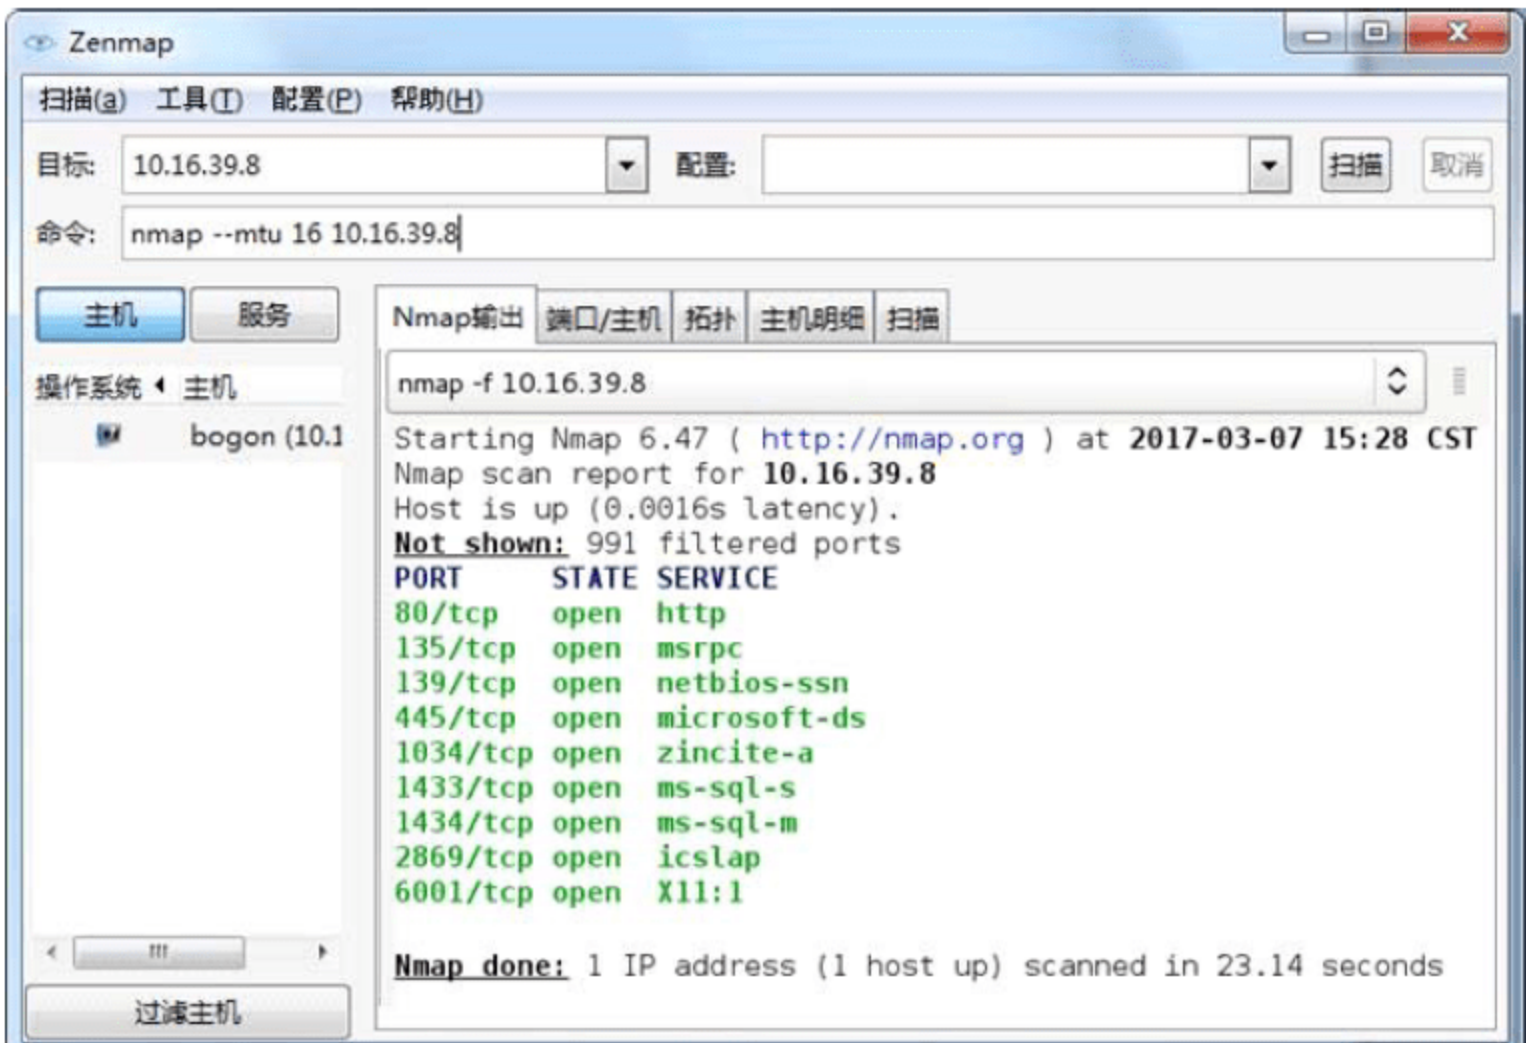 Zenmap
扫描(a) 工具(T) 配置(P) 帮助(H)
目标: 10.16.39.8 配置: 扫描 取消
命令: nmap --mtu 16 10.16.39.8
主机 服务
操作系统 主机
bogon (10.1
过滤主机
Nmap输出 端口/主机 拓扑 主机明细 扫描
nmap -f 10.16.39.8
Starting Nmap 6.47 ( http://nmap.org ) at 2017-03-07 15:28 CST
Nmap scan report for 10.16.39.8
Host is up (0.0016s latency).
Not shown: 991 filtered ports
PORT STATE SERVICE
80/tcp open http
135/tcp open msrpc
139/tcp open netbios-ssn
445/tcp open microsoft-ds
1034/tcp open zincite-a
1433/tcp open ms-sql-s
1434/tcp open ms-sql-m
2869/tcp open icslap
6001/tcp open X11:1
Nmap done: 1 IP address (1 host up) scanned in 23.14 seconds